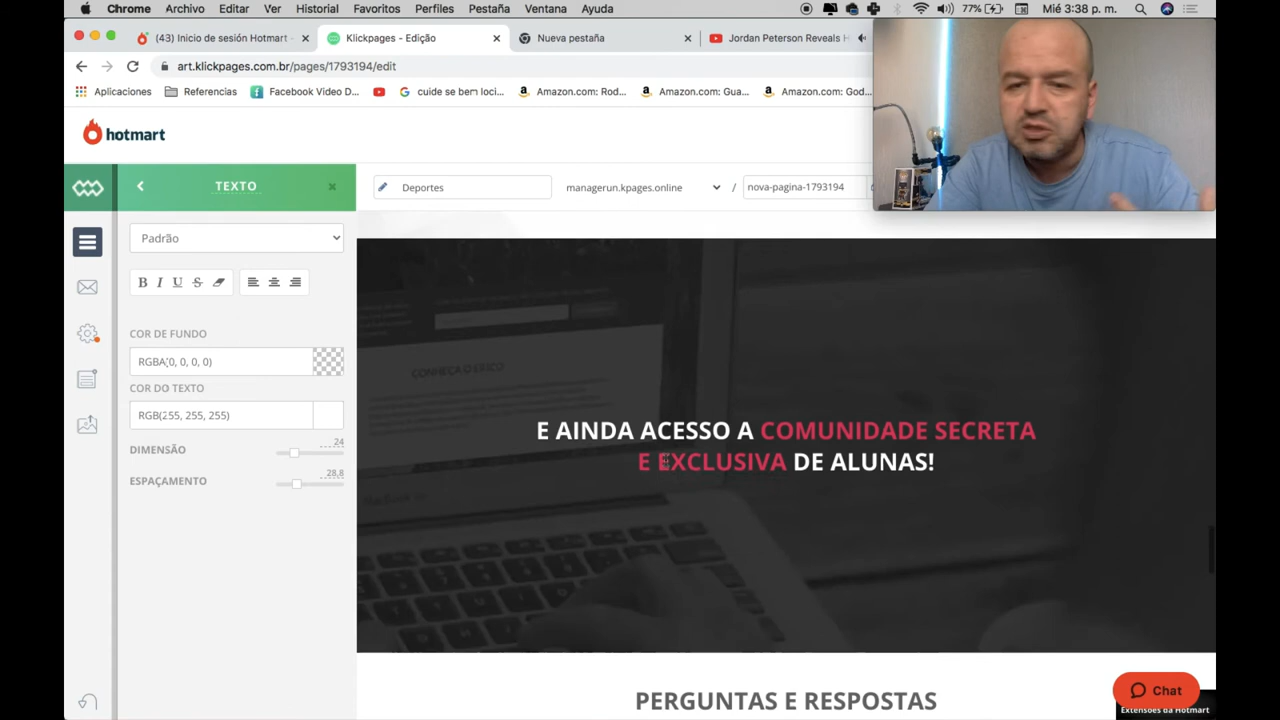 Chrome Archivo Editar Ver Historial Favoritos Perfiles Pestaña Ventana Ayuda
77% Mié 3:38 p. m.
(43) Inicio de sesión Hotmart
Klickpages - Edição
Nueva pestaña
Jordan Peterson Reveals H
art.klickpages.com.br/pages/1793194/edit
Aplicaciones Referencias Facebook Video D... cuide se bem loci... Amazon.com: Rod... Amazon.com: Gua... Amazon.com: God...
hotmart
TEXTO
Deportes managerun.kpages.online / nova-pagina-1793194
Padrão
B I U S
COR DE FUNDO
RGBA(0, 0, 0, 0)
COR DO TEXTO
RGB(255, 255, 255)
DIMENSÃO 24
ESPAÇAMENTO 28,8
CONHEÇA O
E AINDA ACESSO A COMUNIDADE SECRETA
E EXCLUSIVA DE ALUNAS!
PERGUNTAS E RESPOSTAS
Chat
Extensões da Hotmart